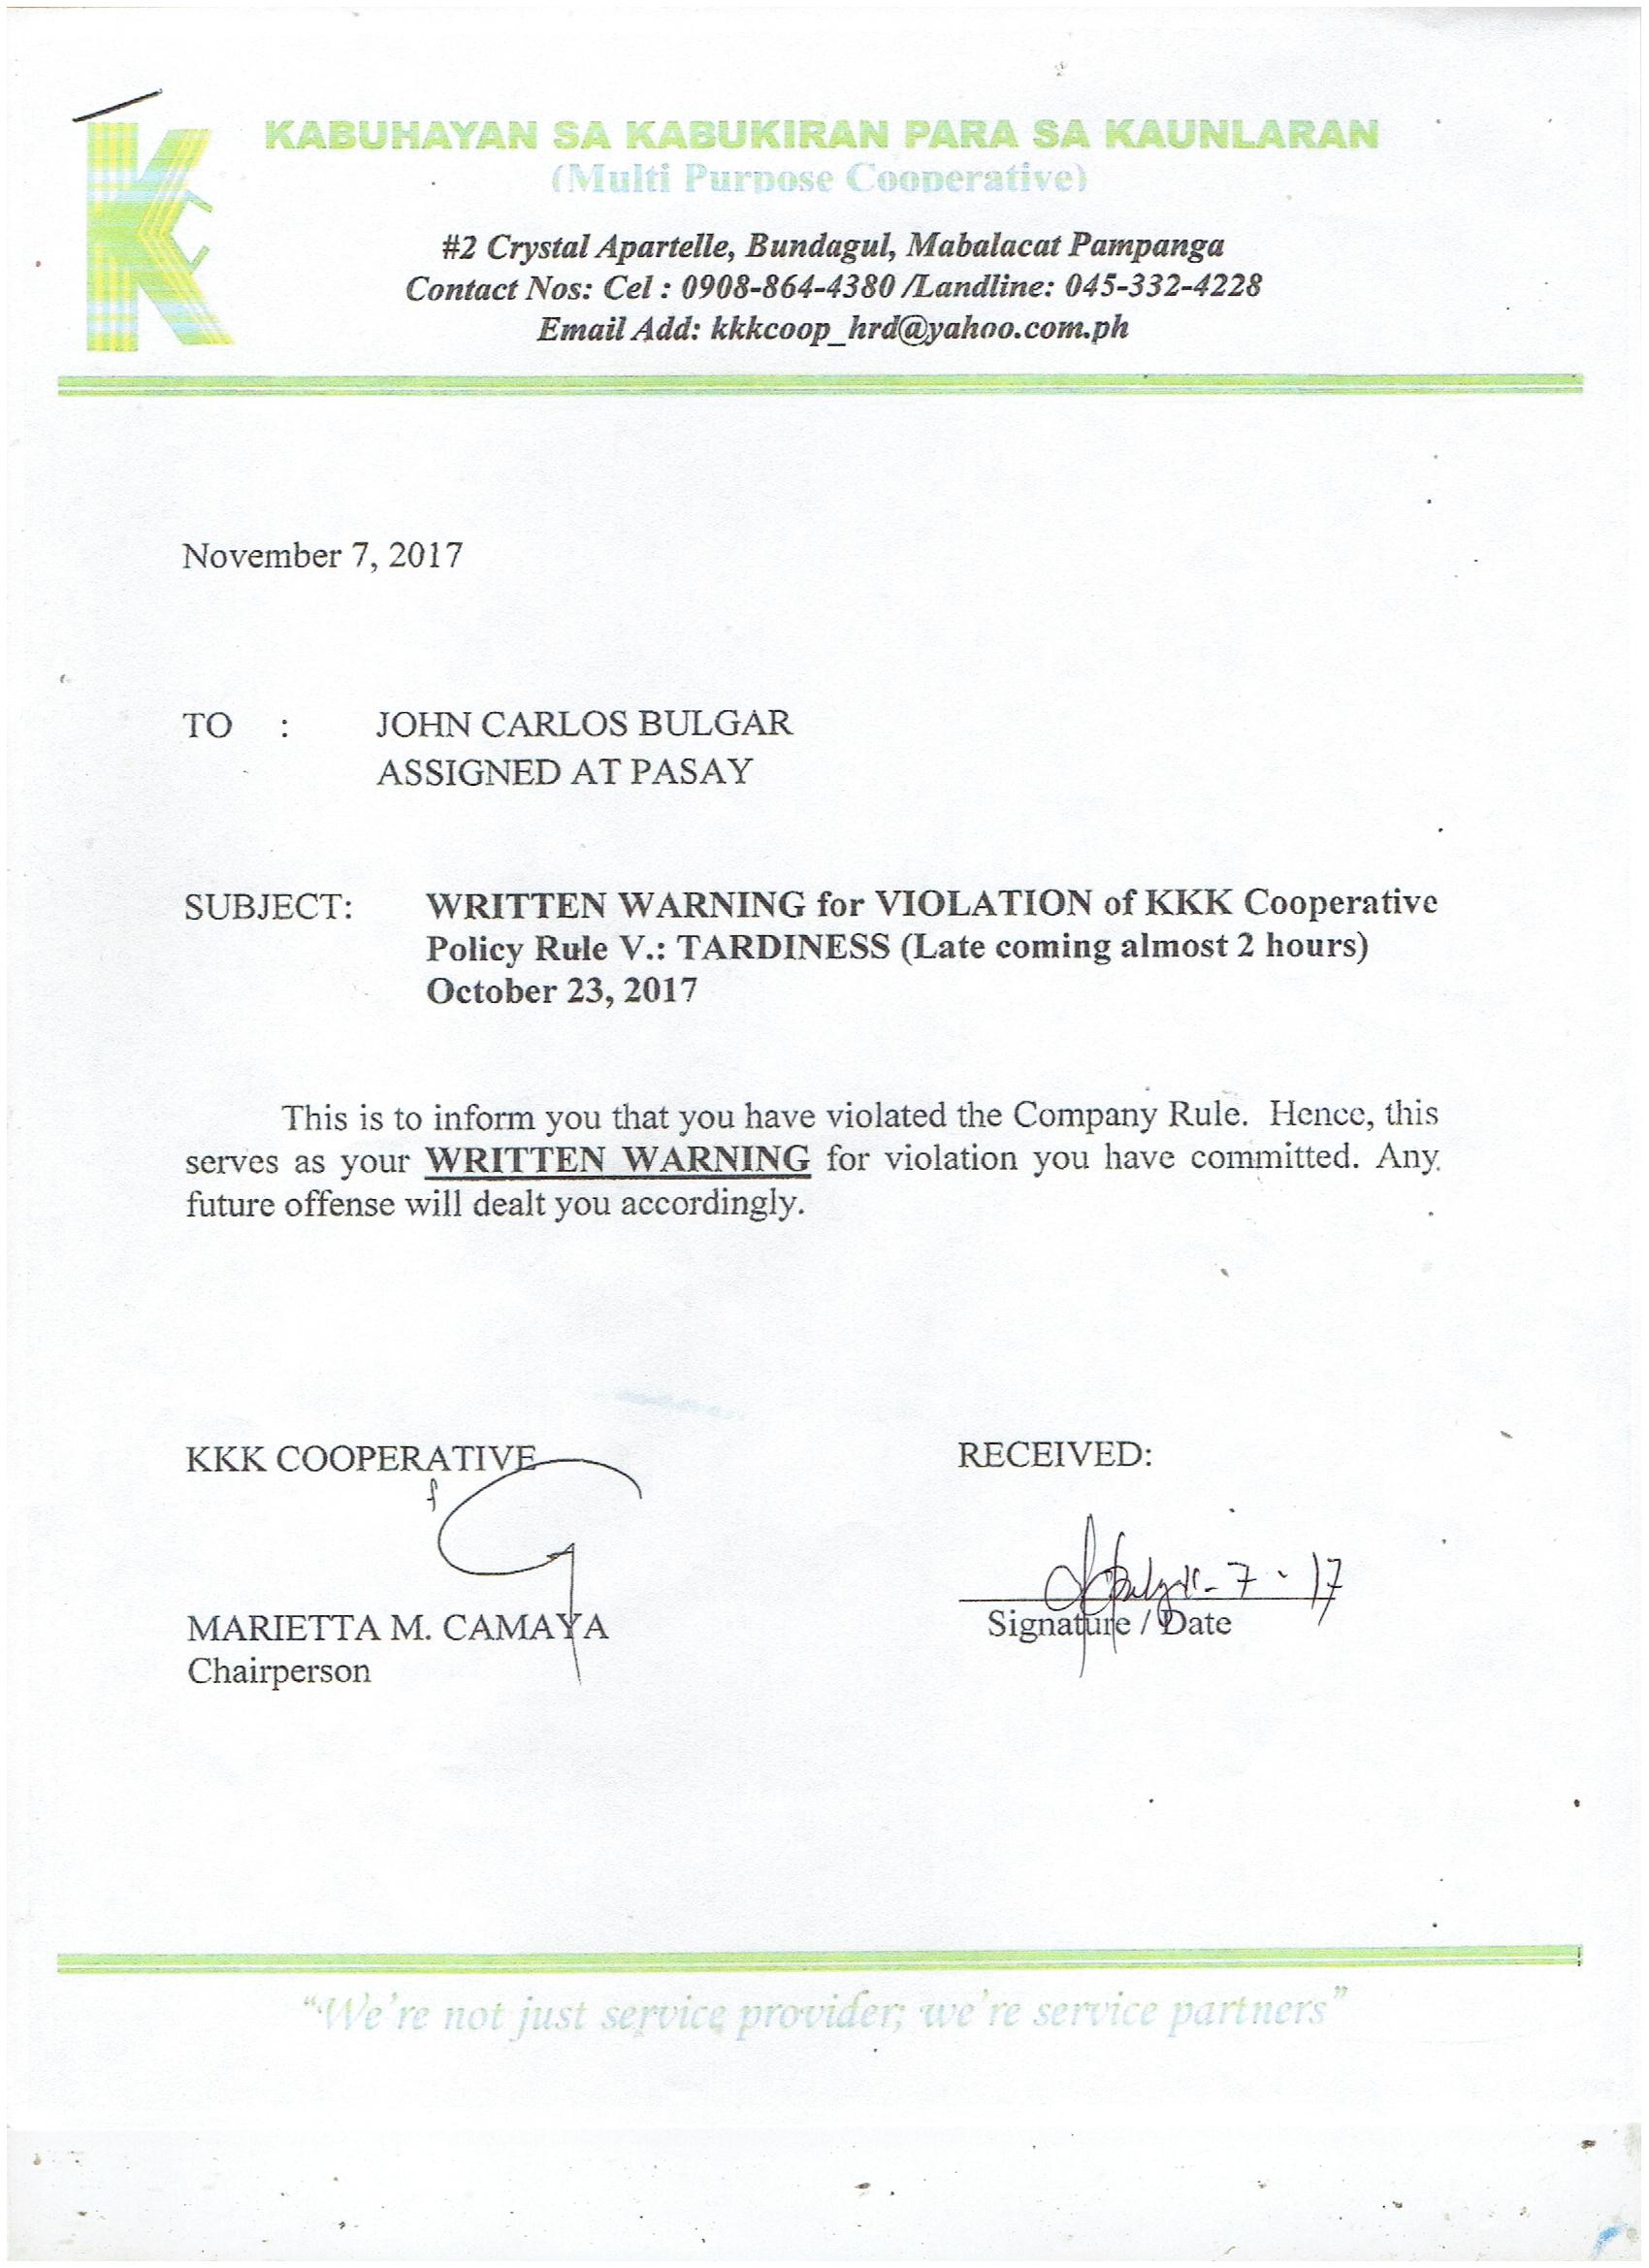 KABUHAYAN SA KABUKIRAN PARA SA KAUNLARAN
(Multi Purpose Cooperative)
#2 Crystal Apartelle, Bundagul, Mabalacat Pampanga
Contact Nos: Cel : 0908-864-4380 /Landline: 045-332-4228
Email Add: kkkcoop_hrd@yahoo.com.ph
November 7, 2017
TO : JOHN CARLOS BULGAR
ASSIGNED AT PASAY
SUBJECT: WRITTEN WARNING for VIOLATION of KKK Cooperative
Policy Rule V.: TARDINESS (Late coming almost 2 hours)
October 23, 2017
This is to inform you that you have violated the Company Rule. Hence, this
serves as your WRITTEN WARNING for violation you have committed. Any
future offense will dealt you accordingly.
KKK COOPERATIVE
RECEIVED:
11-7-17
MARIETTA M. CAMAYA
Chairperson
Signature / Date
"We're not just service provider; we're service partners"